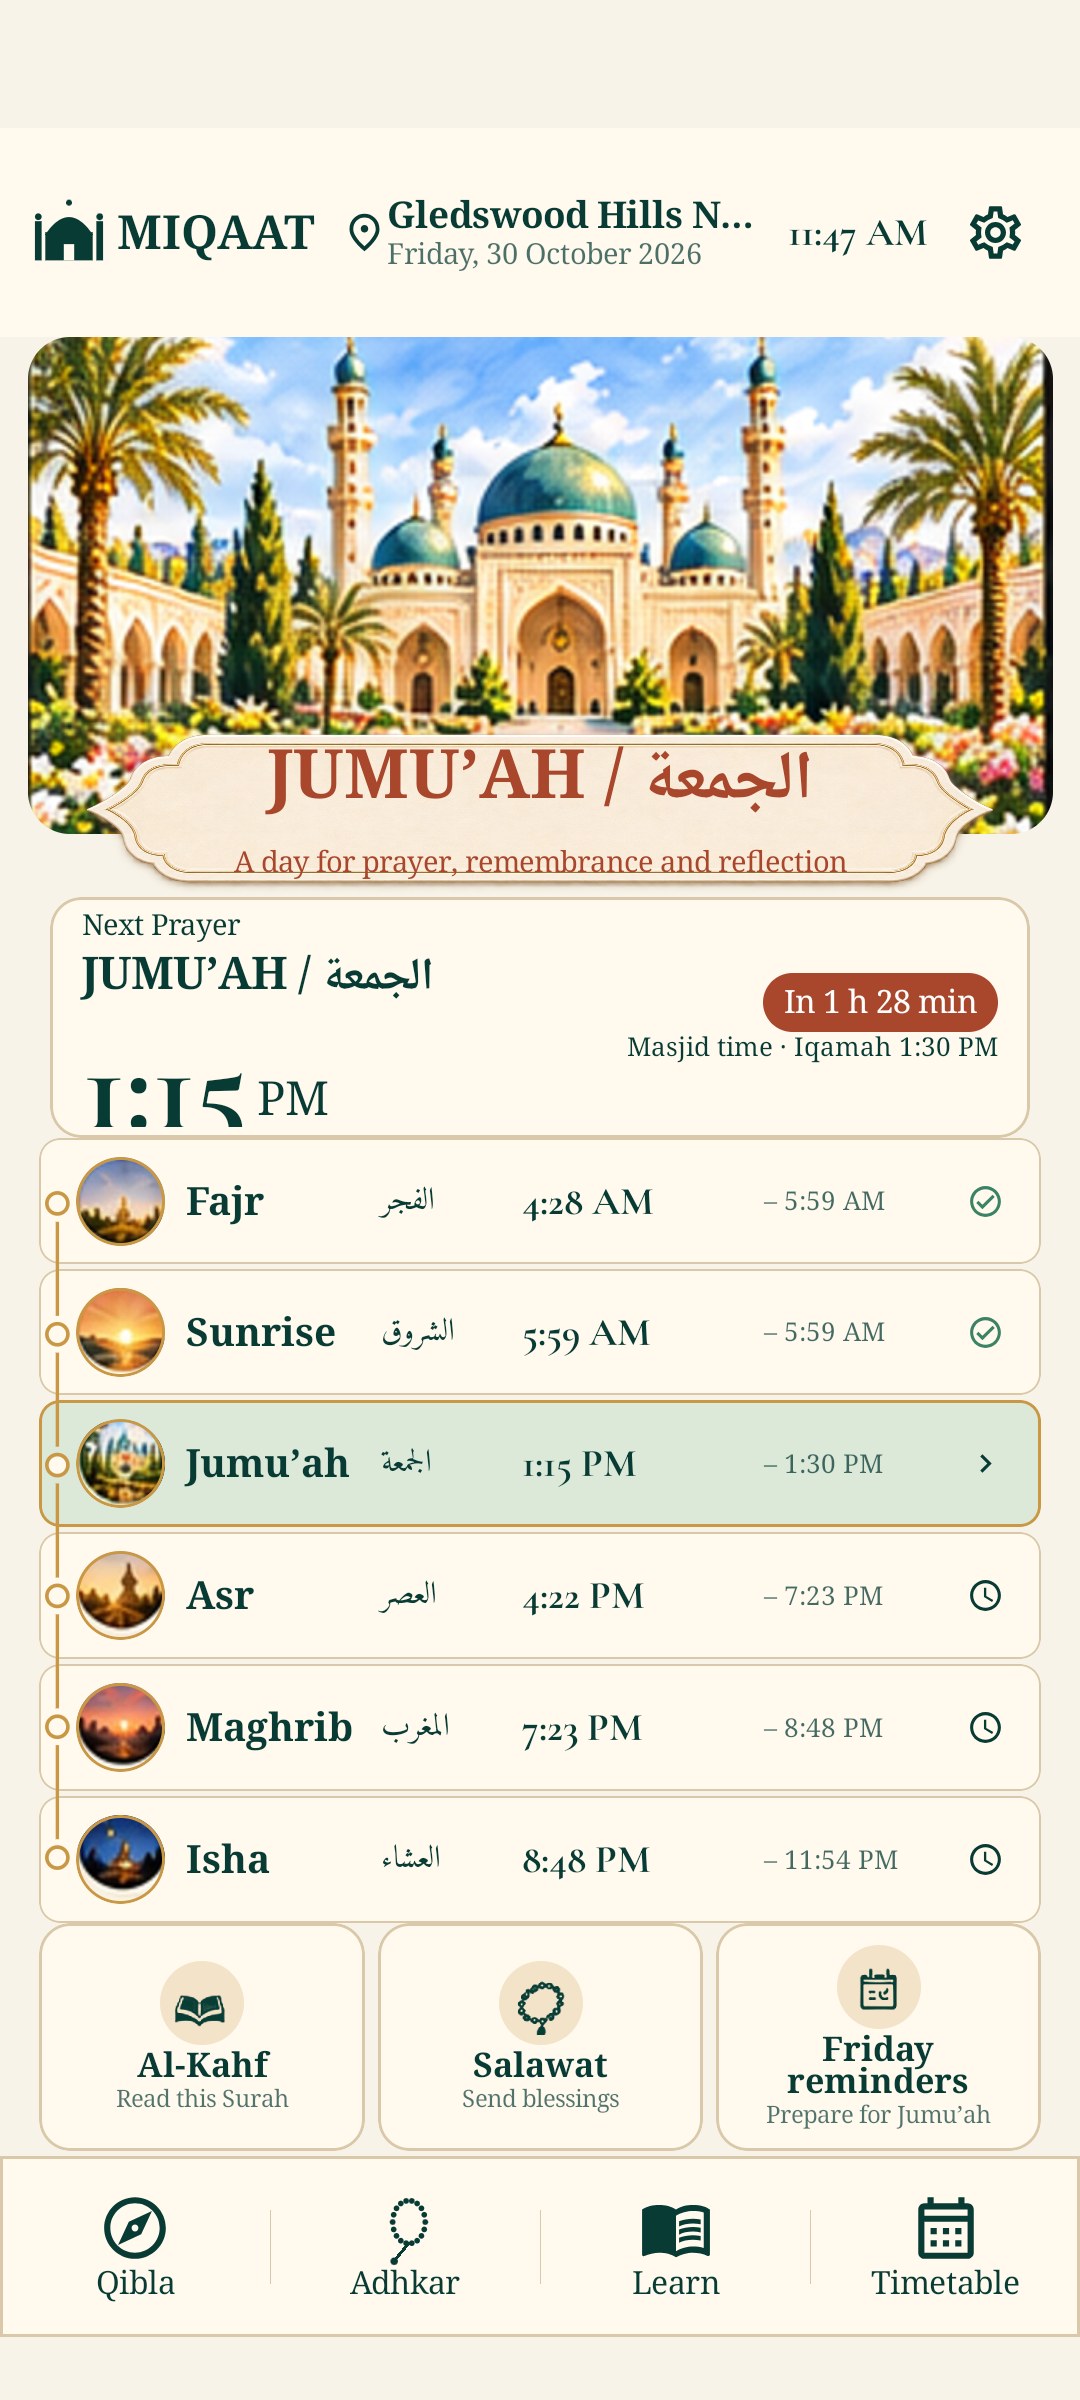 MIQAAT
Gledswood Hills N...
Friday, 30 October 2026
11:47 AM
JUMU’AH / الجمعة
A day for prayer, remembrance and reflection
Next Prayer
JUMU’AH / الجمعة
In 1 h 28 min
Masjid time · Iqamah 1:30 PM
1:15 PM
Fajr الفجر 4:28 AM – 5:59 AM
Sunrise الشروق 5:59 AM – 5:59 AM
Jumu’ah الجمعة 1:15 PM – 1:30 PM
Asr العصر 4:22 PM – 7:23 PM
Maghrib المغرب 7:23 PM – 8:48 PM
Isha العشاء 8:48 PM – 11:54 PM
Al-Kahf
Read this Surah
Salawat
Send blessings
Friday
reminders
Prepare for Jumu’ah
Qibla
Adhkar
Learn
Timetable